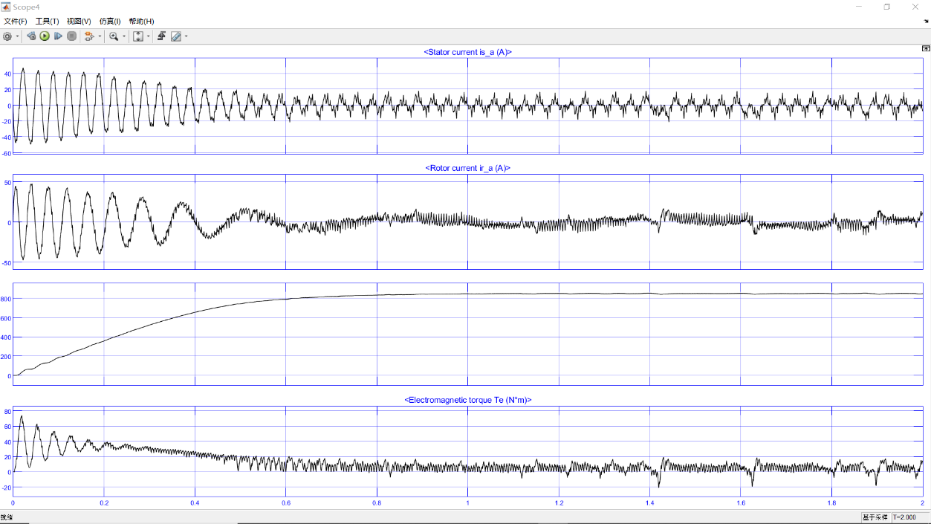 Scope4
文件(F) 工具(T) 视图(V) 仿真(I) 帮助(H)
<Stator current is_a (A)>
40
20
0
-20
-40
-60
<Rotor current ir_a (A)>
50
0
-50
800
600
400
200
0
<Electromagnetic torque Te (N*m)>
80
60
40
20
0
-20
0 0.2 0.4 0.6 0.8 1 1.2 1.4 1.6 1.8 2
就绪 基于采样 T=2.000